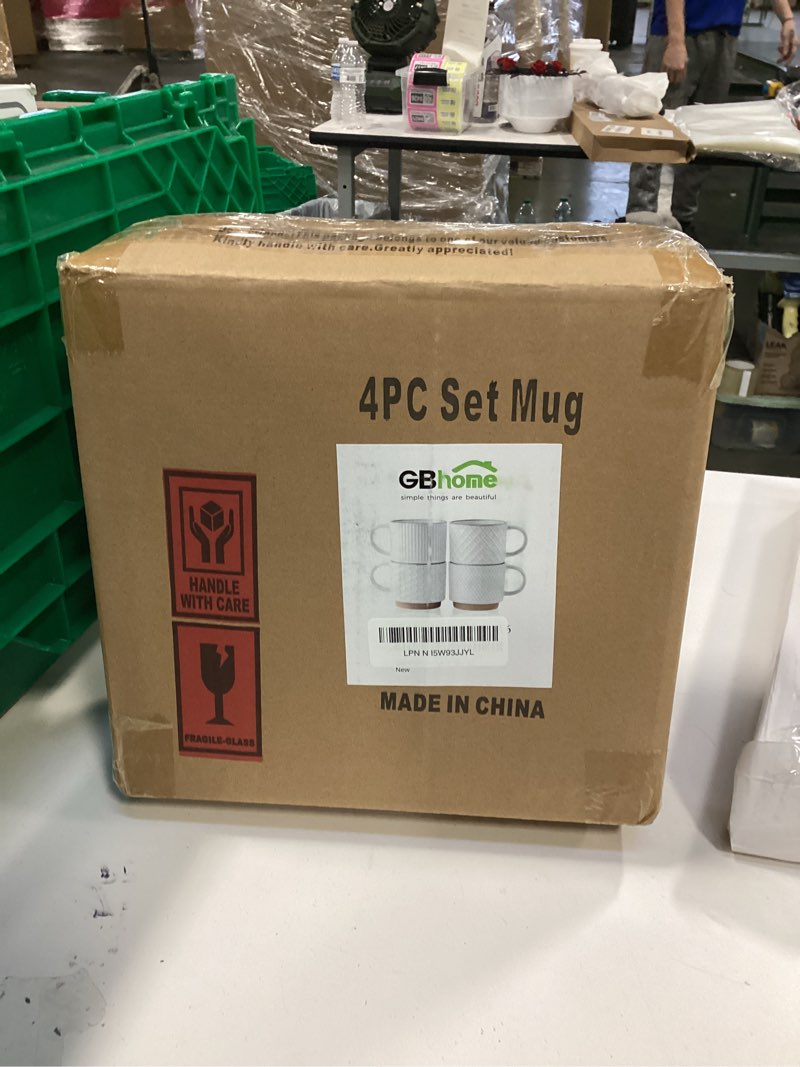 Kindly handle with care.Greatly appreciated!
4PC Set Mug
GBhome
simple things are beautiful
HANDLE
WITH CARE
LPN N I5W93JJYL
New
MADE IN CHINA
FRAGILE-GLASS